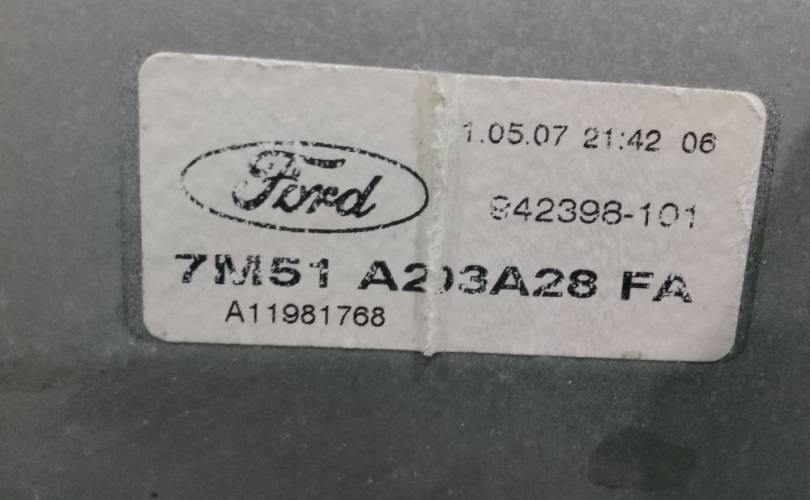 1.05.07 21:42 06
Ford
942398-101
7M51 A203A28 FA
A11981768